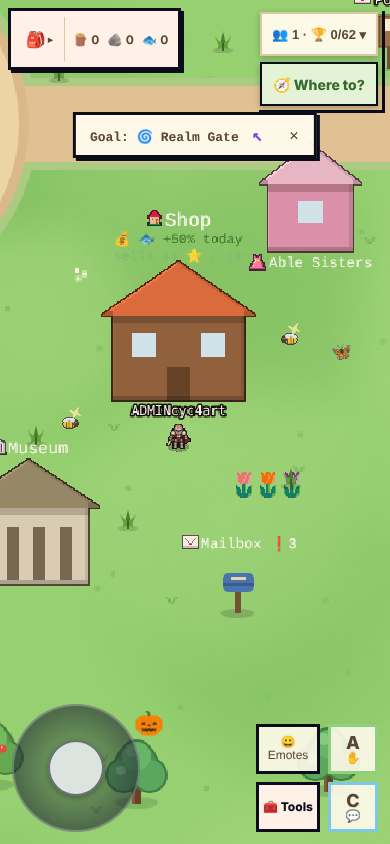 0 0 0
1 · 0/62 ▾
Where to?
Goal: Realm Gate ×
Shop
+50% today
Able Sisters
ADMINcyc4art
Museum
Mailbox ❗3
Emotes
A
Tools
C